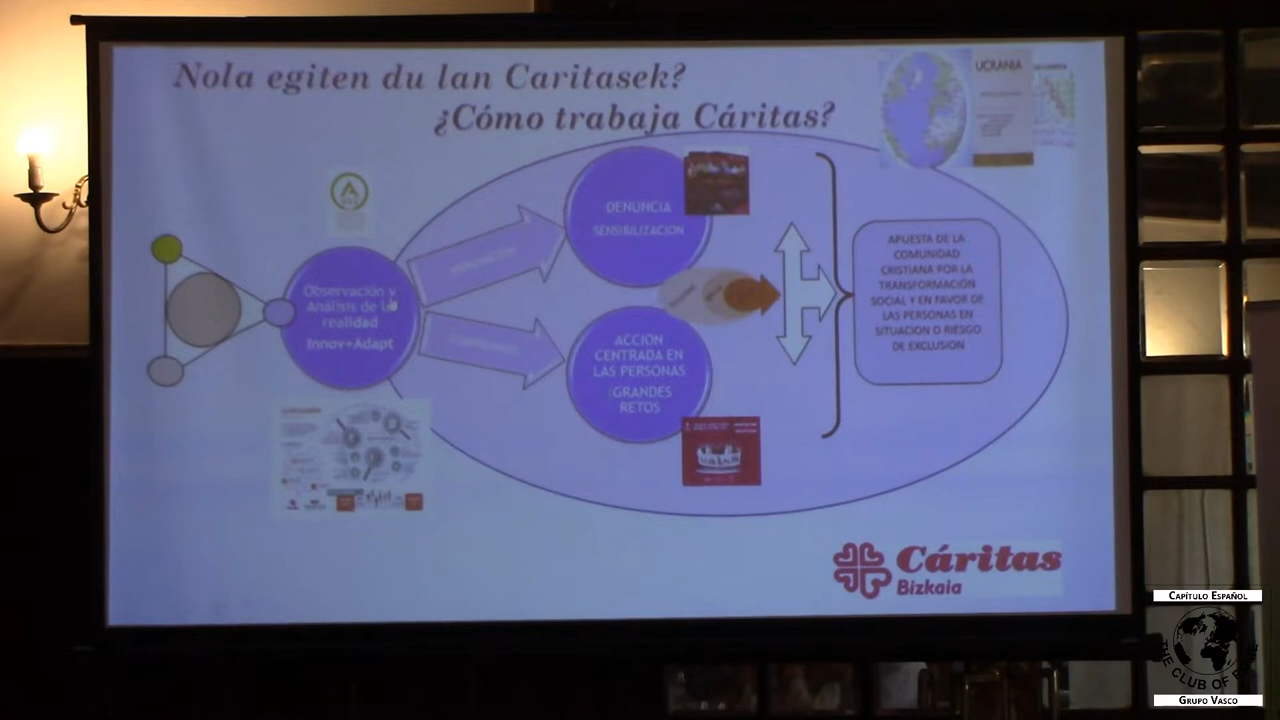 Nola egiten du lan Caritasek?
¿Cómo trabaja Cáritas?
UCRANIA
A
DENUNCIA
SENSIBILIZACION
Observación y
Análisis de la
realidad
Innov+Adapt
ACCION
CENTRADA EN
LAS PERSONAS
GRANDES
RETOS
APUESTA DE LA
COMUNIDAD
CRISTIANA POR LA
TRANSFORMACIÓN
SOCIAL Y EN FAVOR DE
LAS PERSONAS EN
SITUACION O RIESGO
DE EXCLUSION
Cáritas
Bizkaia
CAPÍTULO ESPAÑOL
THE CLUB OF
GRUPO VASCO